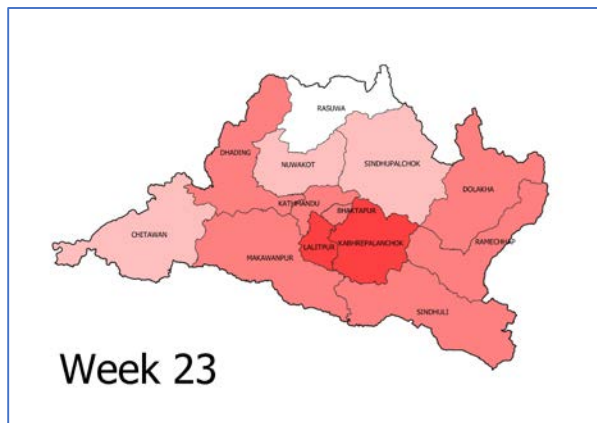 RASUWA
DHADING
NUWAKOT
SINDHUPALCHOK
DOLAKHA
KATHMANDU
BHAKTAPUR
CHITAWAN
LALITPUR
KABHREPALANCHOK
RAMECHHAP
MAKAWANPUR
SINDHULI
Week 23